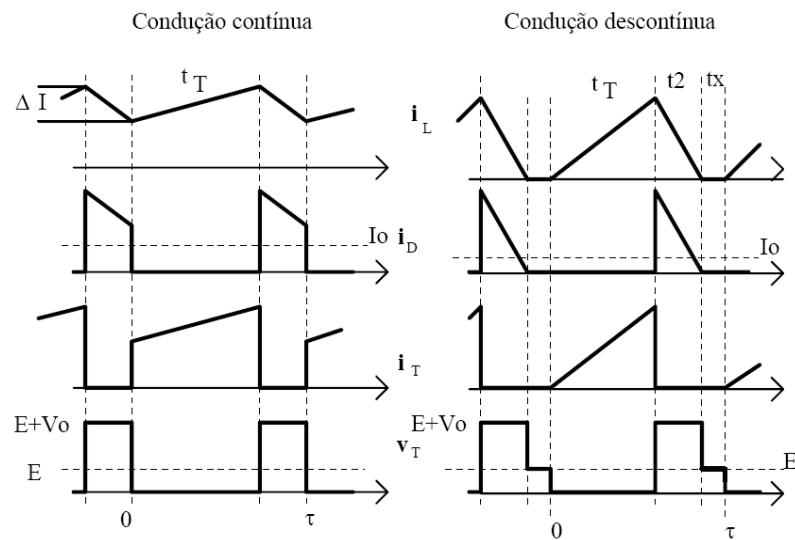 Condução contínua
Condução descontínua
t T
Δ I
t T
t2
tx
i L
Io
i D
Io
i T
E+Vo
E
v T
E+Vo
E
0
τ
0
τ